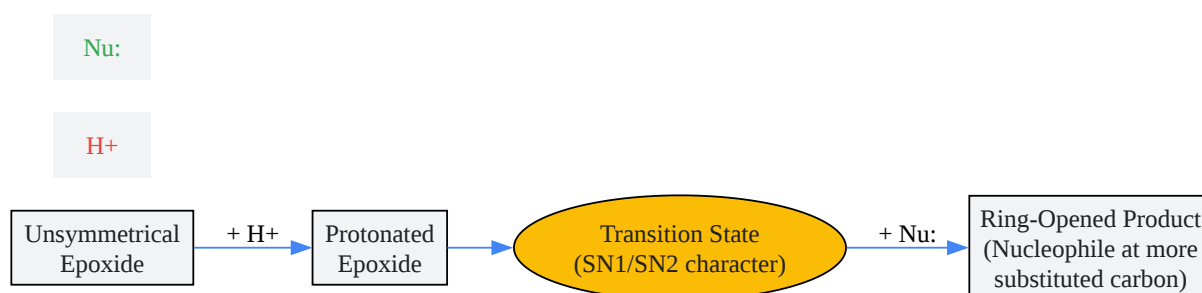 Nu:
H+
Unsymmetrical
Epoxide
+ H+
Protonated
Epoxide
Transition State
(SN1/SN2 character)
+ Nu:
Ring-Opened Product
(Nucleophile at more
substituted carbon)